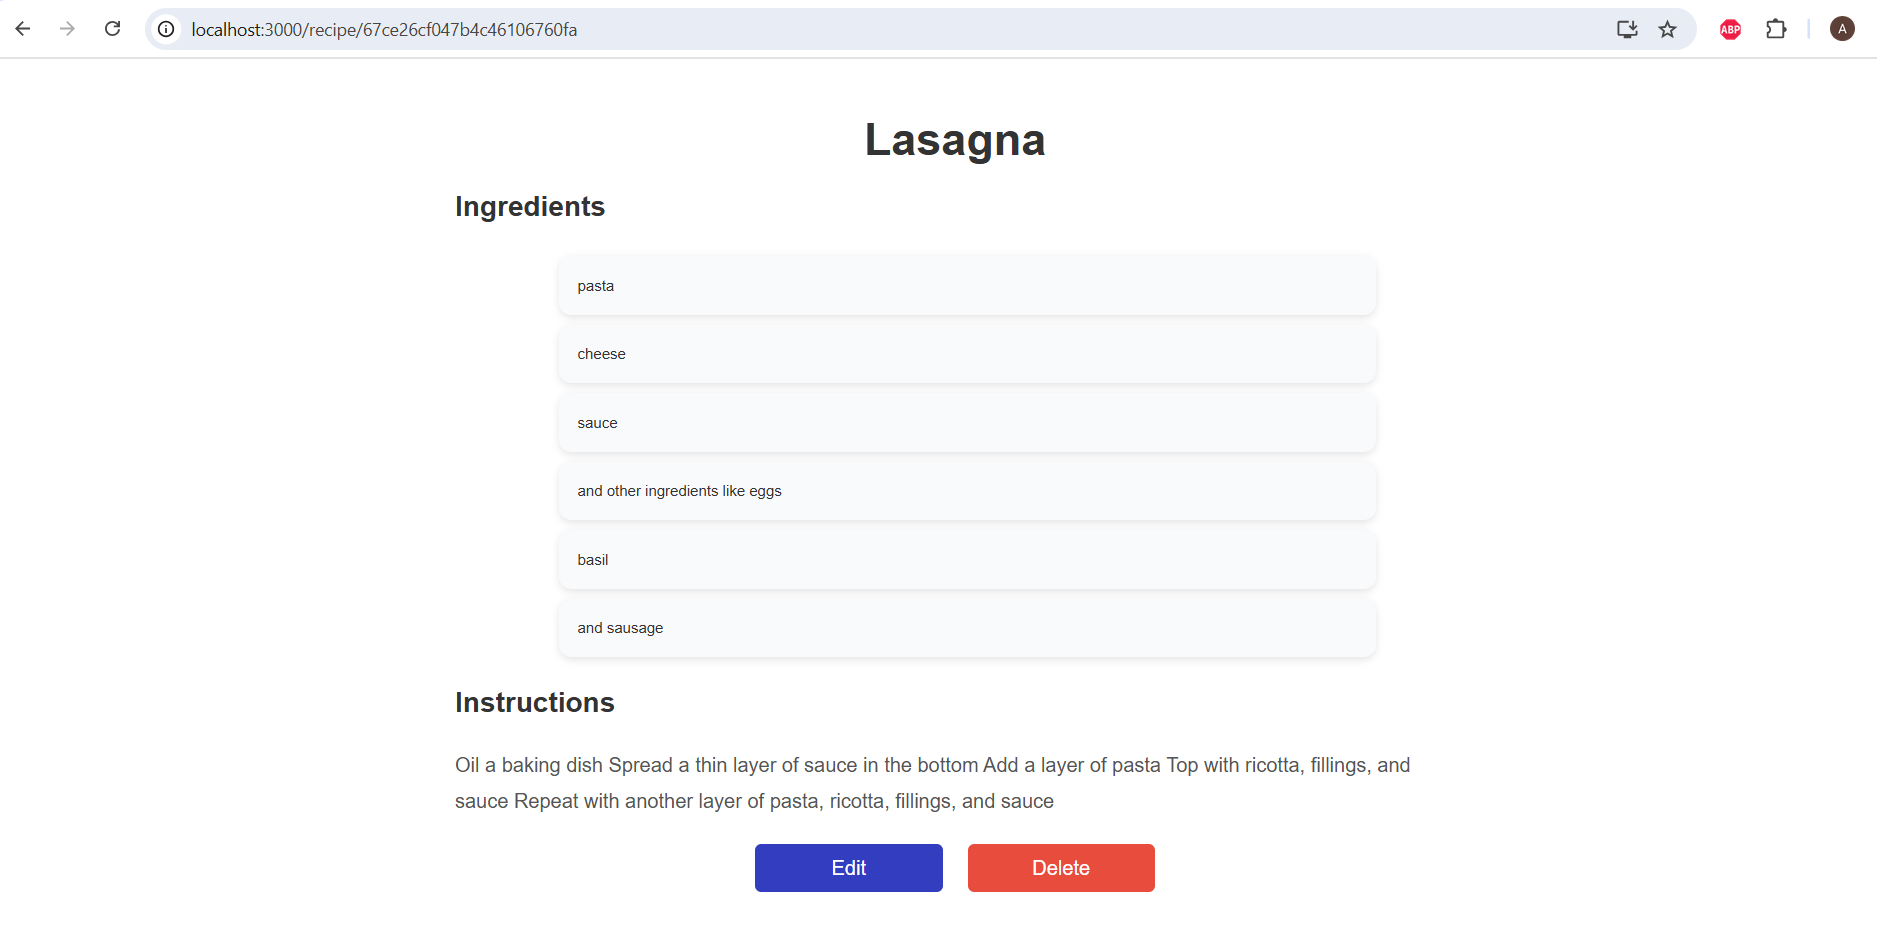 localhost:3000/recipe/67ce26cf047b4c46106760fa
ABP
A
Lasagna
Ingredients
pasta
cheese
sauce
and other ingredients like eggs
basil
and sausage
Instructions
Oil a baking dish Spread a thin layer of sauce in the bottom Add a layer of pasta Top with ricotta, fillings, and
sauce Repeat with another layer of pasta, ricotta, fillings, and sauce
Edit
Delete